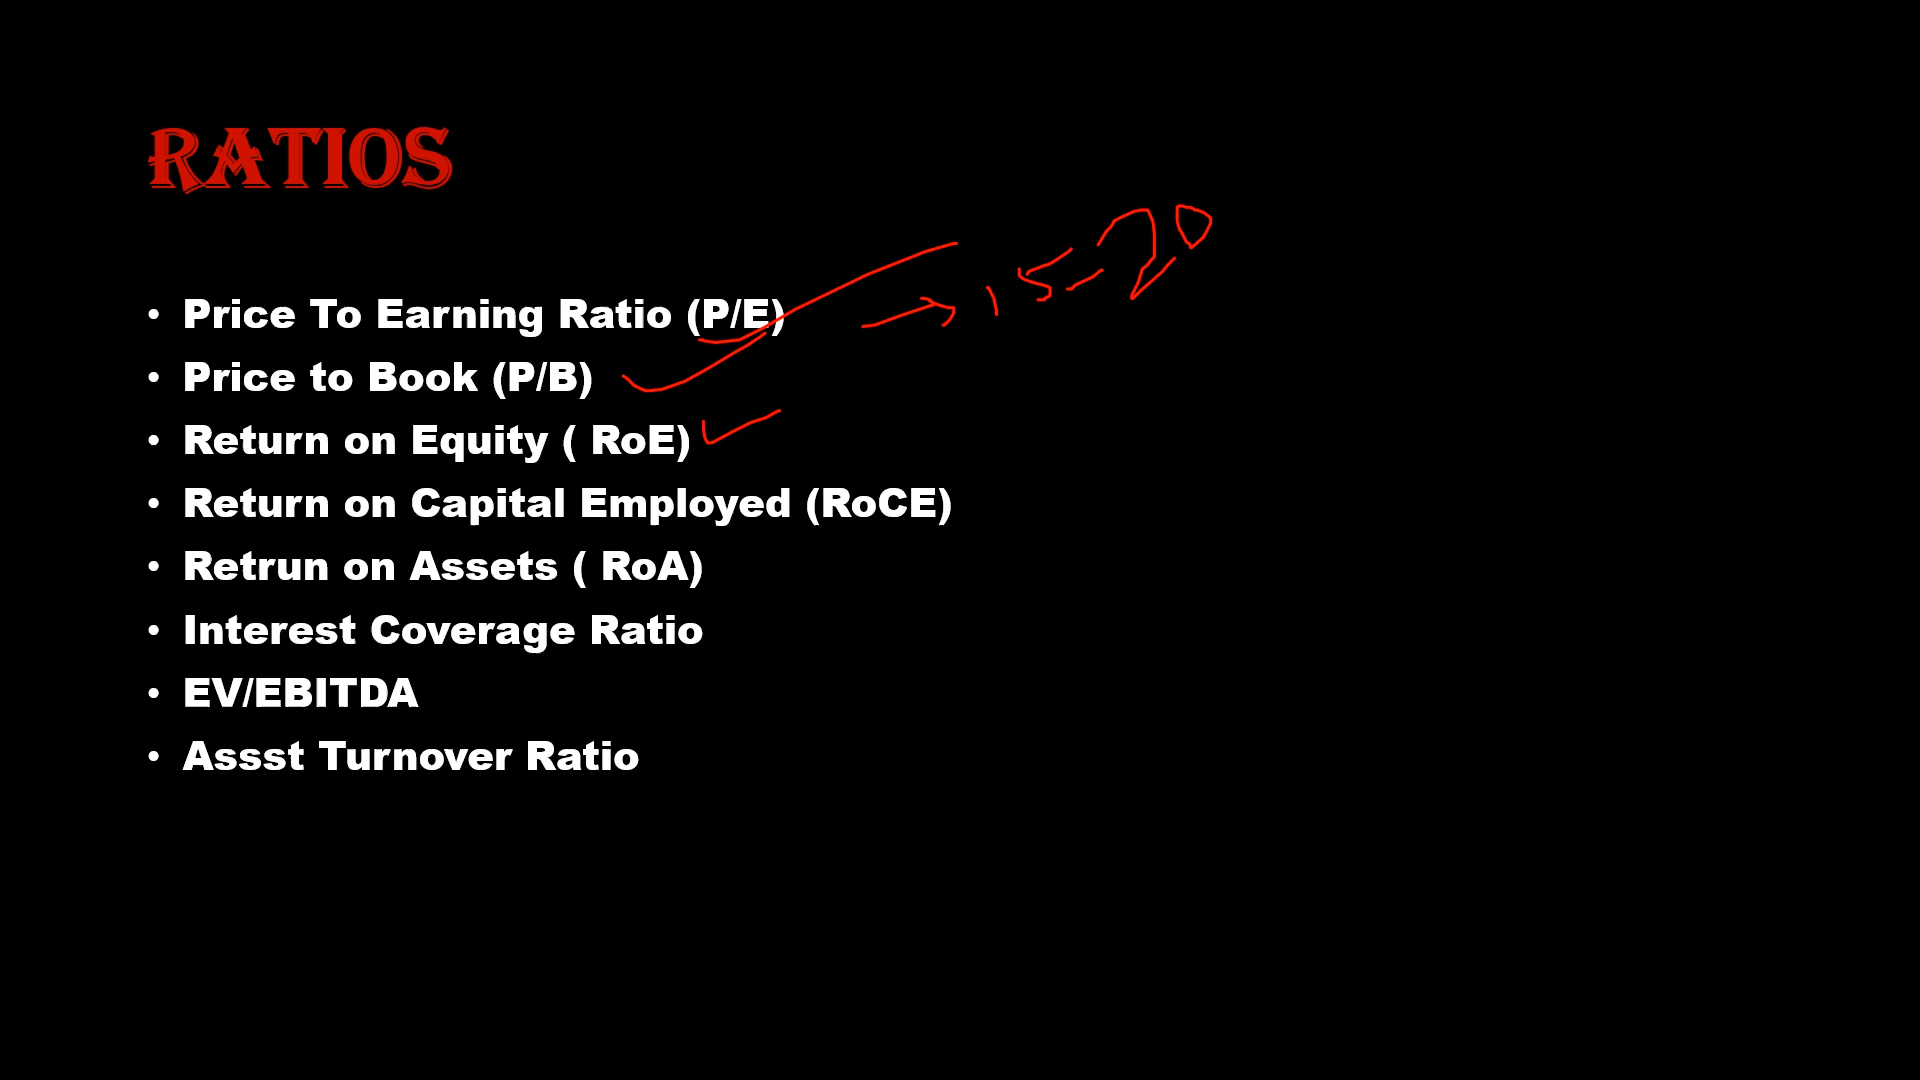 RATIOS
• Price To Earning Ratio (P/E) → 15-20
• Price to Book (P/B)
• Return on Equity ( RoE)
• Return on Capital Employed (RoCE)
• Retrun on Assets ( RoA)
• Interest Coverage Ratio
• EV/EBITDA
• Assst Turnover Ratio